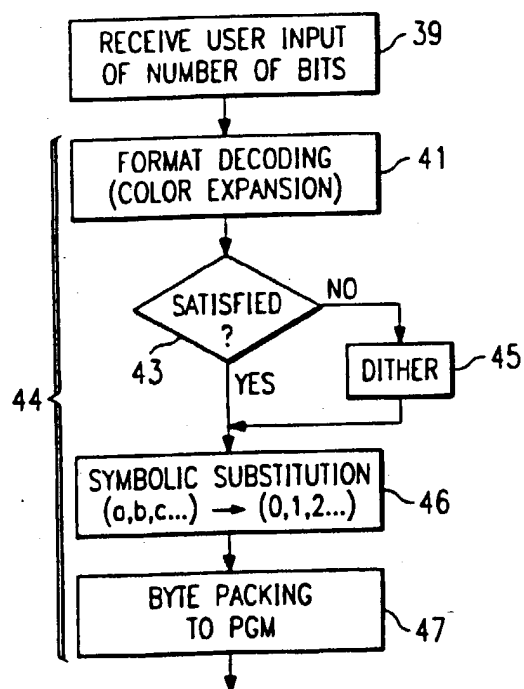 RECEIVE USER INPUT
OF NUMBER OF BITS
39
FORMAT DECODING
(COLOR EXPANSION)
41
SATISFIED
?
NO
43
YES
DITHER
45
44
SYMBOLIC SUBSTITUTION
(a,b,c...) → (0,1,2...)
46
BYTE PACKING
TO PGM
47